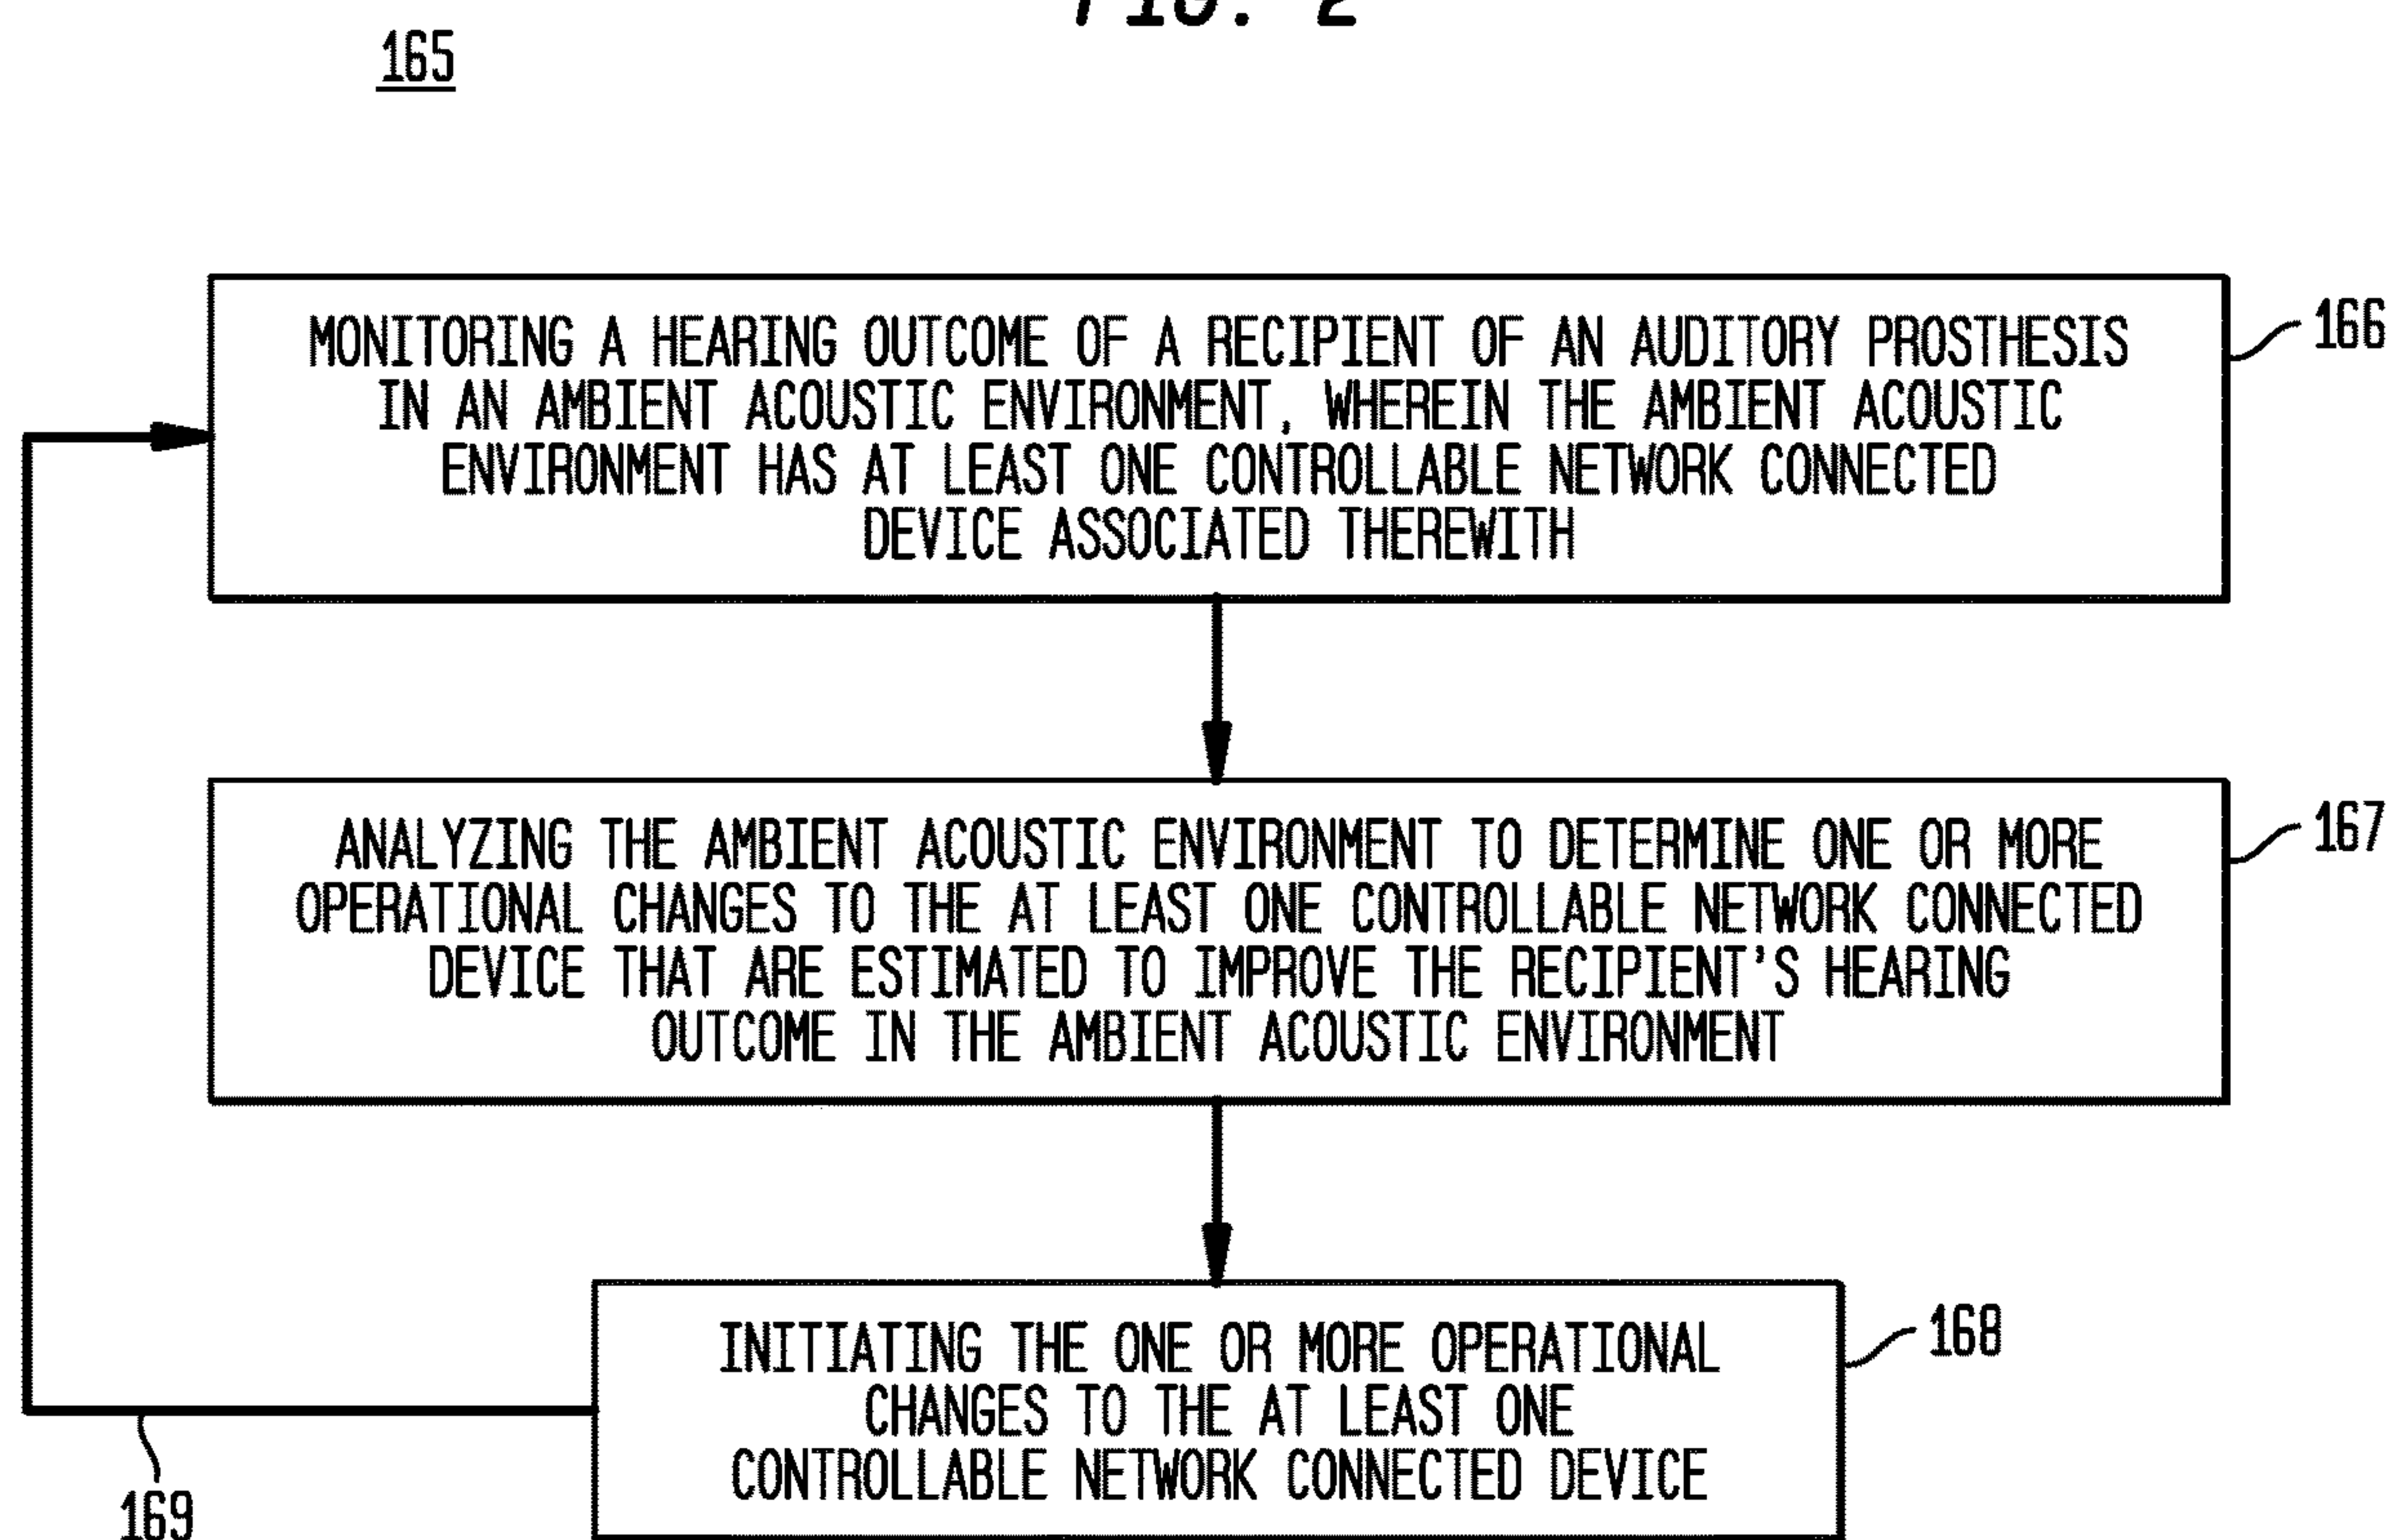 FIG. 2
165
MONITORING A HEARING OUTCOME OF A RECIPIENT OF AN AUDITORY PROSTHESIS
IN AN AMBIENT ACOUSTIC ENVIRONMENT, WHEREIN THE AMBIENT ACOUSTIC
ENVIRONMENT HAS AT LEAST ONE CONTROLLABLE NETWORK CONNECTED
DEVICE ASSOCIATED THEREWITH
166
ANALYZING THE AMBIENT ACOUSTIC ENVIRONMENT TO DETERMINE ONE OR MORE
OPERATIONAL CHANGES TO THE AT LEAST ONE CONTROLLABLE NETWORK CONNECTED
DEVICE THAT ARE ESTIMATED TO IMPROVE THE RECIPIENT'S HEARING
OUTCOME IN THE AMBIENT ACOUSTIC ENVIRONMENT
167
INITIATING THE ONE OR MORE OPERATIONAL
CHANGES TO THE AT LEAST ONE
CONTROLLABLE NETWORK CONNECTED DEVICE
168
169